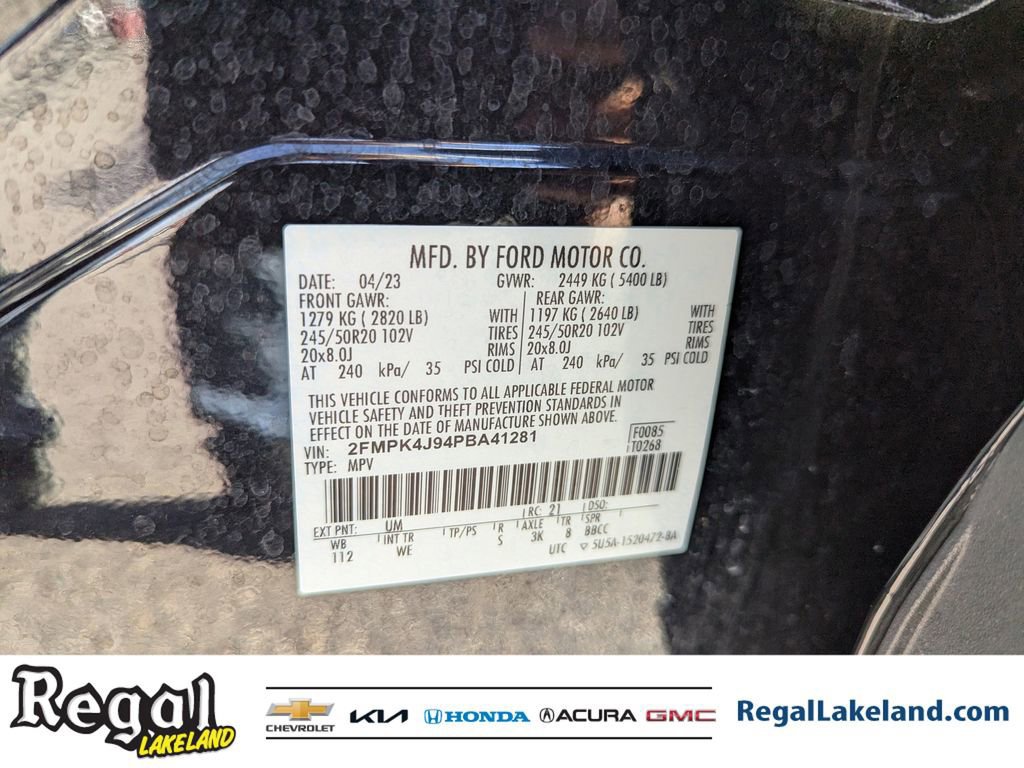 MFD. BY FORD MOTOR CO.
DATE: 04/23 GVWR: 2449 KG ( 5400 LB)
FRONT GAWR: REAR GAWR:
1279 KG ( 2820 LB) WITH 1197 KG ( 2640 LB) WITH
245/50R20 102V TIRES 245/50R20 102V TIRES
20x8.0J RIMS 20x8.0J RIMS
AT 240 kPa/ 35 PSI COLD AT 240 kPa/ 35 PSI COLD
THIS VEHICLE CONFORMS TO ALL APPLICABLE FEDERAL MOTOR
VEHICLE SAFETY AND THEFT PREVENTION STANDARDS IN
EFFECT ON THE DATE OF MANUFACTURE SHOWN ABOVE.
VIN: 2FMPK4J94PBA41281 F0085
TYPE: MPV T0268
EXT PNT: UM RC: 21 DSO:
WB INT TR TP/PS R AXLE TR SPR
112 WE S 3K 8 BBCC
UTC ▽ 5U5A-1520472-BA
Regal
LAKELAND
CHEVROLET KIA HONDA ACURA GMC
RegalLakeland.com